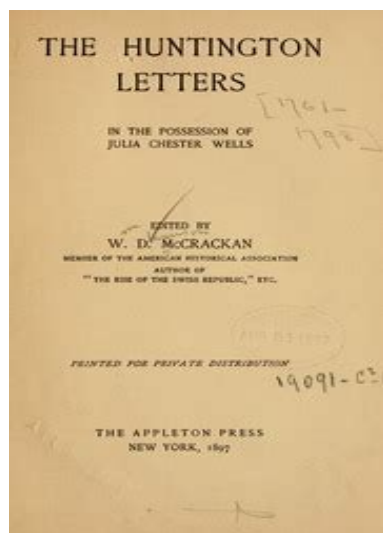 THE HUNTINGTON
LETTERS
[1761-
1798]
IN THE POSSESSION OF
JULIA CHESTER WELLS
EDITED BY
W. D. McCRACKAN
MEMBER OF THE AMERICAN HISTORICAL ASSOCIATION
AUTHOR OF
"THE RISE OF THE SWISS REPUBLIC," ETC.
PRINTED FOR PRIVATE DISTRIBUTION
19091-C²
THE APPLETON PRESS
NEW YORK, 1897